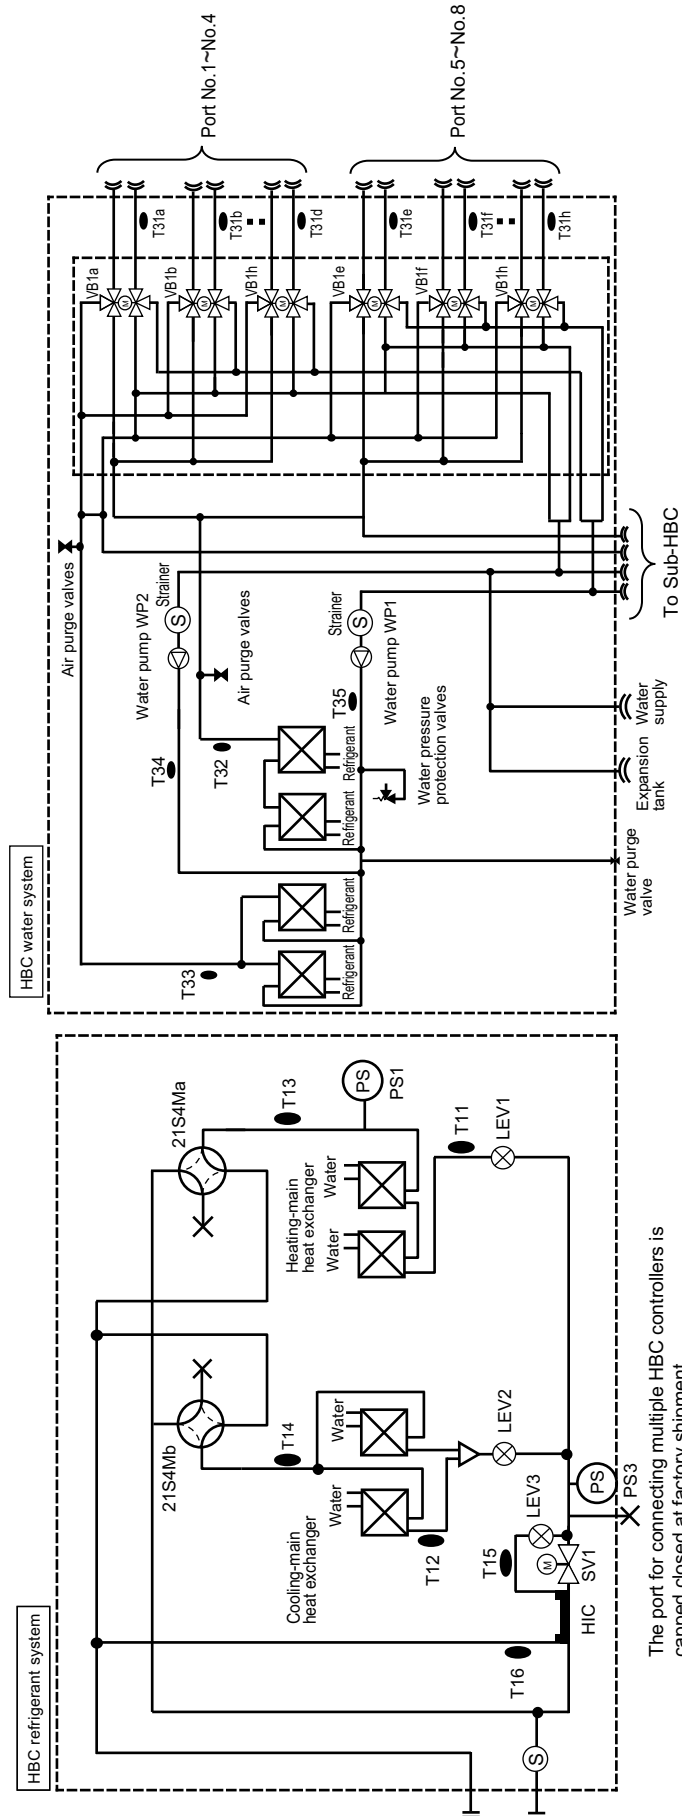 HBC refrigerant system
21S4Mb
21S4Ma
T14
T13
PS
PS1
Cooling-main
heat exchanger
Water
Water
Heating-main
heat exchanger
Water
Water
T12
T11
LEV2
LEV1
T16
T15
LEV3
M
SV1
HIC
PS
PS3
S
The port for connecting multiple HBC controllers is
capped closed at factory shipment
HBC water system
Air purge valves
T33
T34
Water pump WP2
Strainer
S
T32
Air purge valves
Refrigerant
Refrigerant
Refrigerant
Refrigerant
T35
Water pump WP1
Strainer
S
Water pressure
protection valves
Water purge
valve
Expansion
tank
Water
supply
To Sub-HBC
VB1a
VB1b
VB1h
VB1e
VB1f
VB1h
M
M
M
M
M
M
T31a
T31b
T31d
T31e
T31f
T31h
Port No.1~No.4
Port No.5~No.8